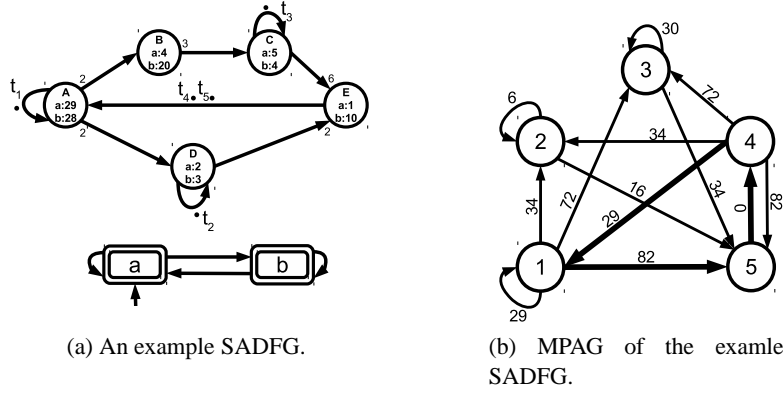 t3
B
a:4
b:20
3
C
a:5
b:4
2
6
t1
A
a:29
b:28
t4 t5
E
a:1
b:10
2
2
D
a:2
b:3
t2
a
b
(a) An example SADFG.
30
3
72
6
2
34
4
16
34
82
34
72
29
0
1
82
5
29
(b) MPAG of the examle
SADFG.